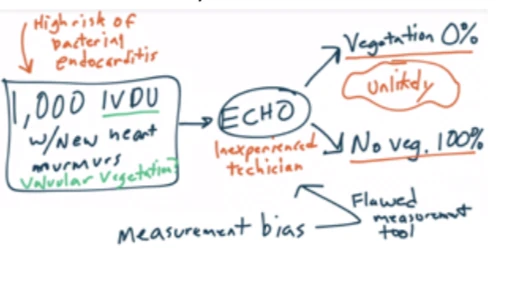 High risk of
bacterial
endocarditis
1,000 IVDU
w/New heart
murmurs
Valvular Vegetations?
ECHO
Inexperienced
techician
Vegetation 0%
Unlikely
No veg. 100%
Flawed
measurement
tool
Measurement bias